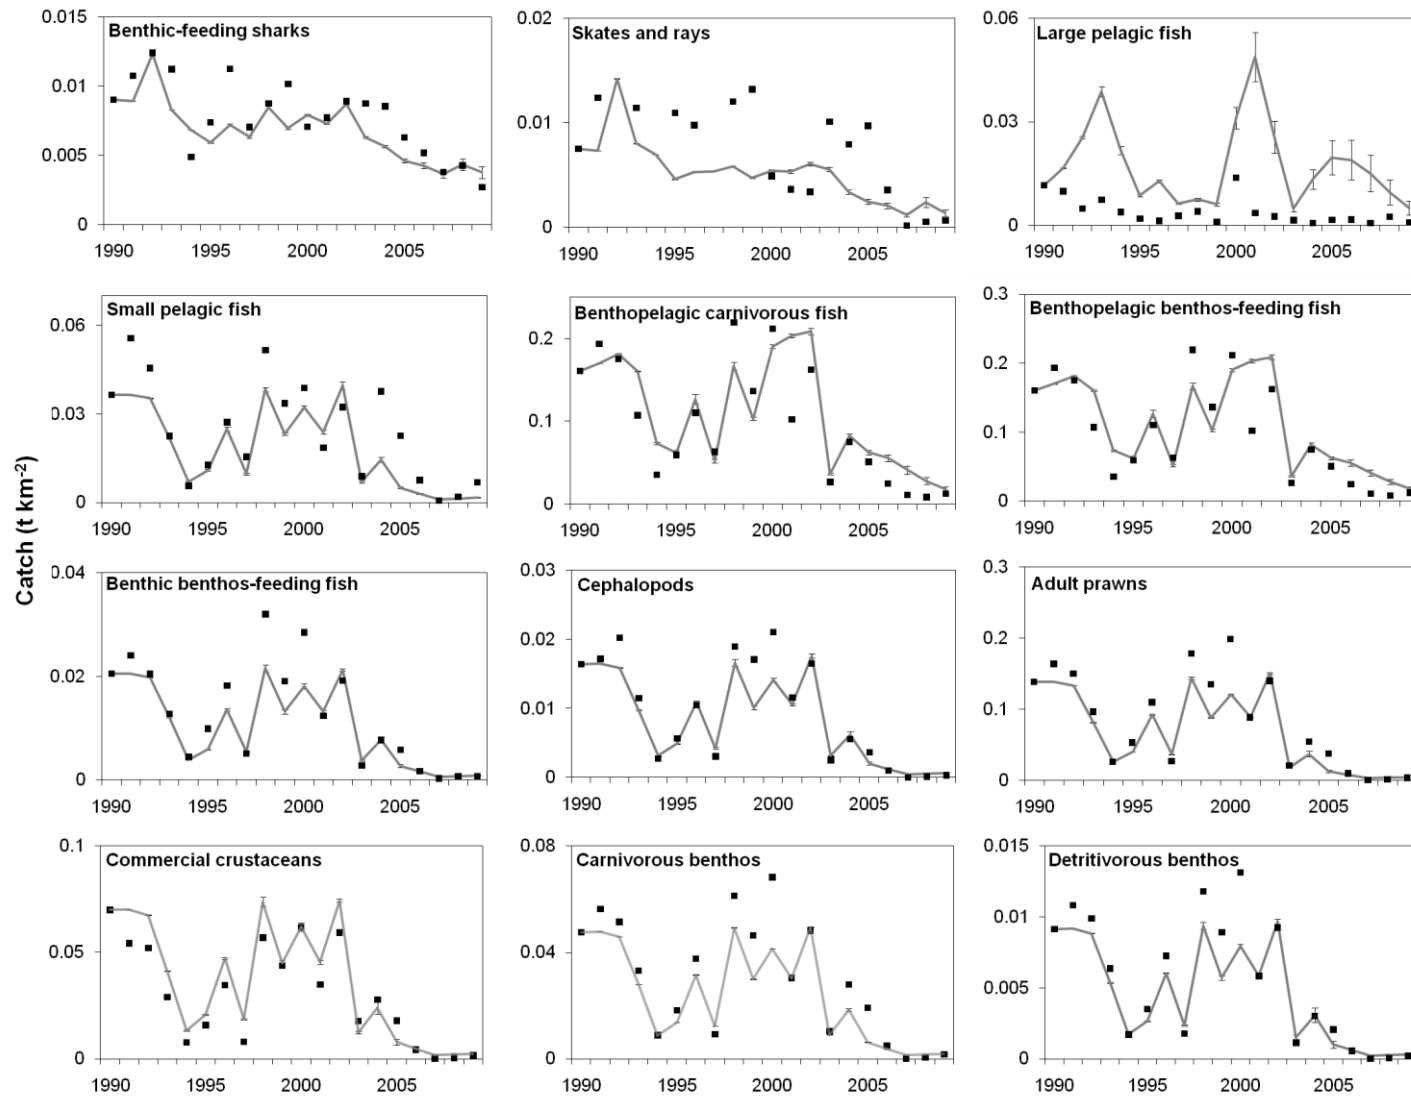 Catch (t km⁻²)
0.015
0.01
0.005
0
Benthic-feeding sharks
1990 1995 2000 2005
0.02
0.01
0
Skates and rays
1990 1995 2000 2005
0.06
0.03
0
Large pelagic fish
1990 1995 2000 2005
0.06
0.03
0
Small pelagic fish
1990 1995 2000 2005
0.2
0.1
0
Benthopelagic carnivorous fish
1990 1995 2000 2005
0.3
0.2
0.1
0
Benthopelagic benthos-feeding fish
1990 1995 2000 2005
0.04
0.02
0
Benthic benthos-feeding fish
1990 1995 2000 2005
0.03
0.02
0.01
0
Cephalopods
1990 1995 2000 2005
0.3
0.2
0.1
0
Adult prawns
1990 1995 2000 2005
0.1
0.05
0
Commercial crustaceans
1990 1995 2000 2005
0.08
0.04
0
Carnivorous benthos
1990 1995 2000 2005
0.015
0.01
0.005
0
Detritivorous benthos
1990 1995 2000 2005